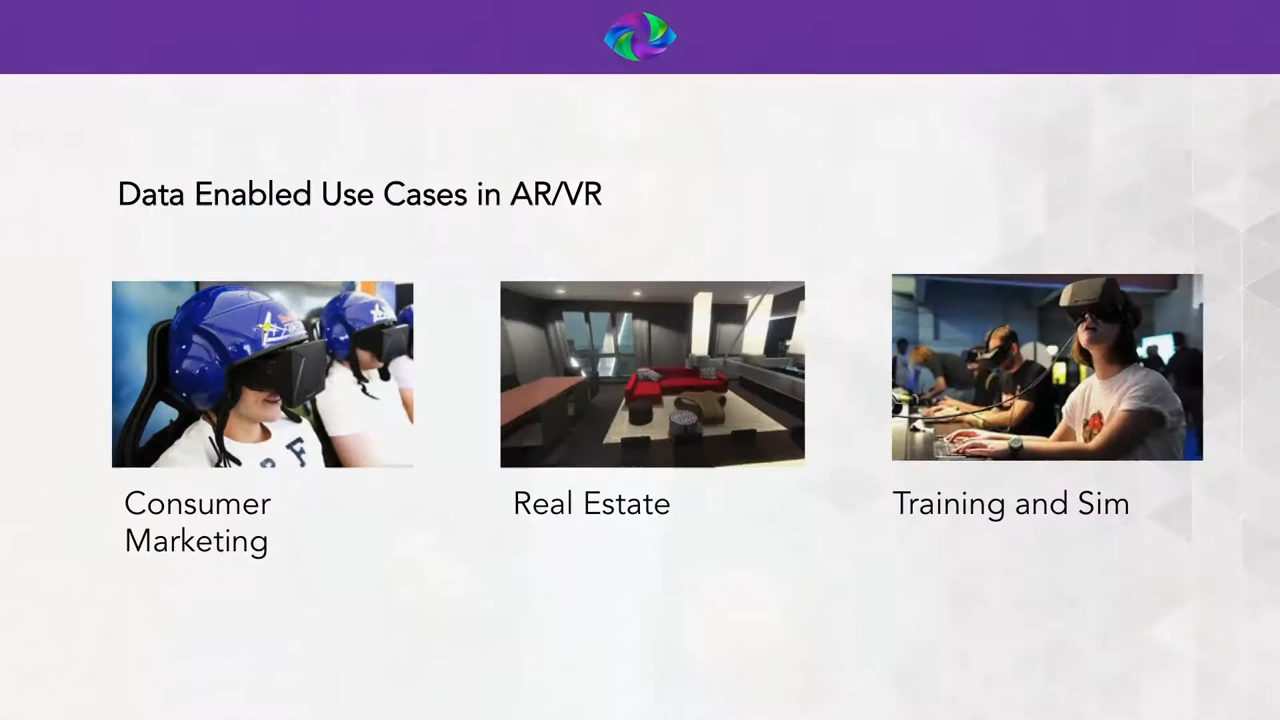 Data Enabled Use Cases in AR/VR
Consumer
Marketing
Real Estate
Training and Sim